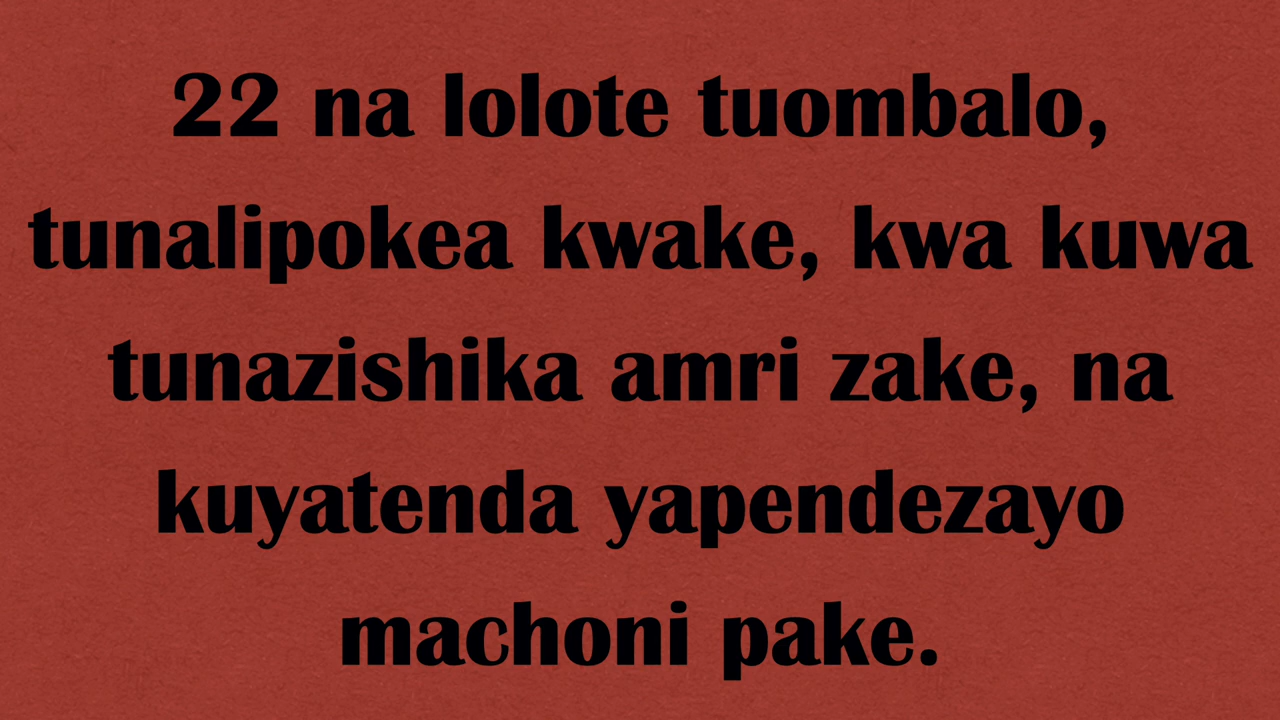 22 na lolote tuombalo,
tunalipokea kwake, kwa kuwa
tunazishika amri zake, na
kuyatenda yapendezayo
machoni pake.